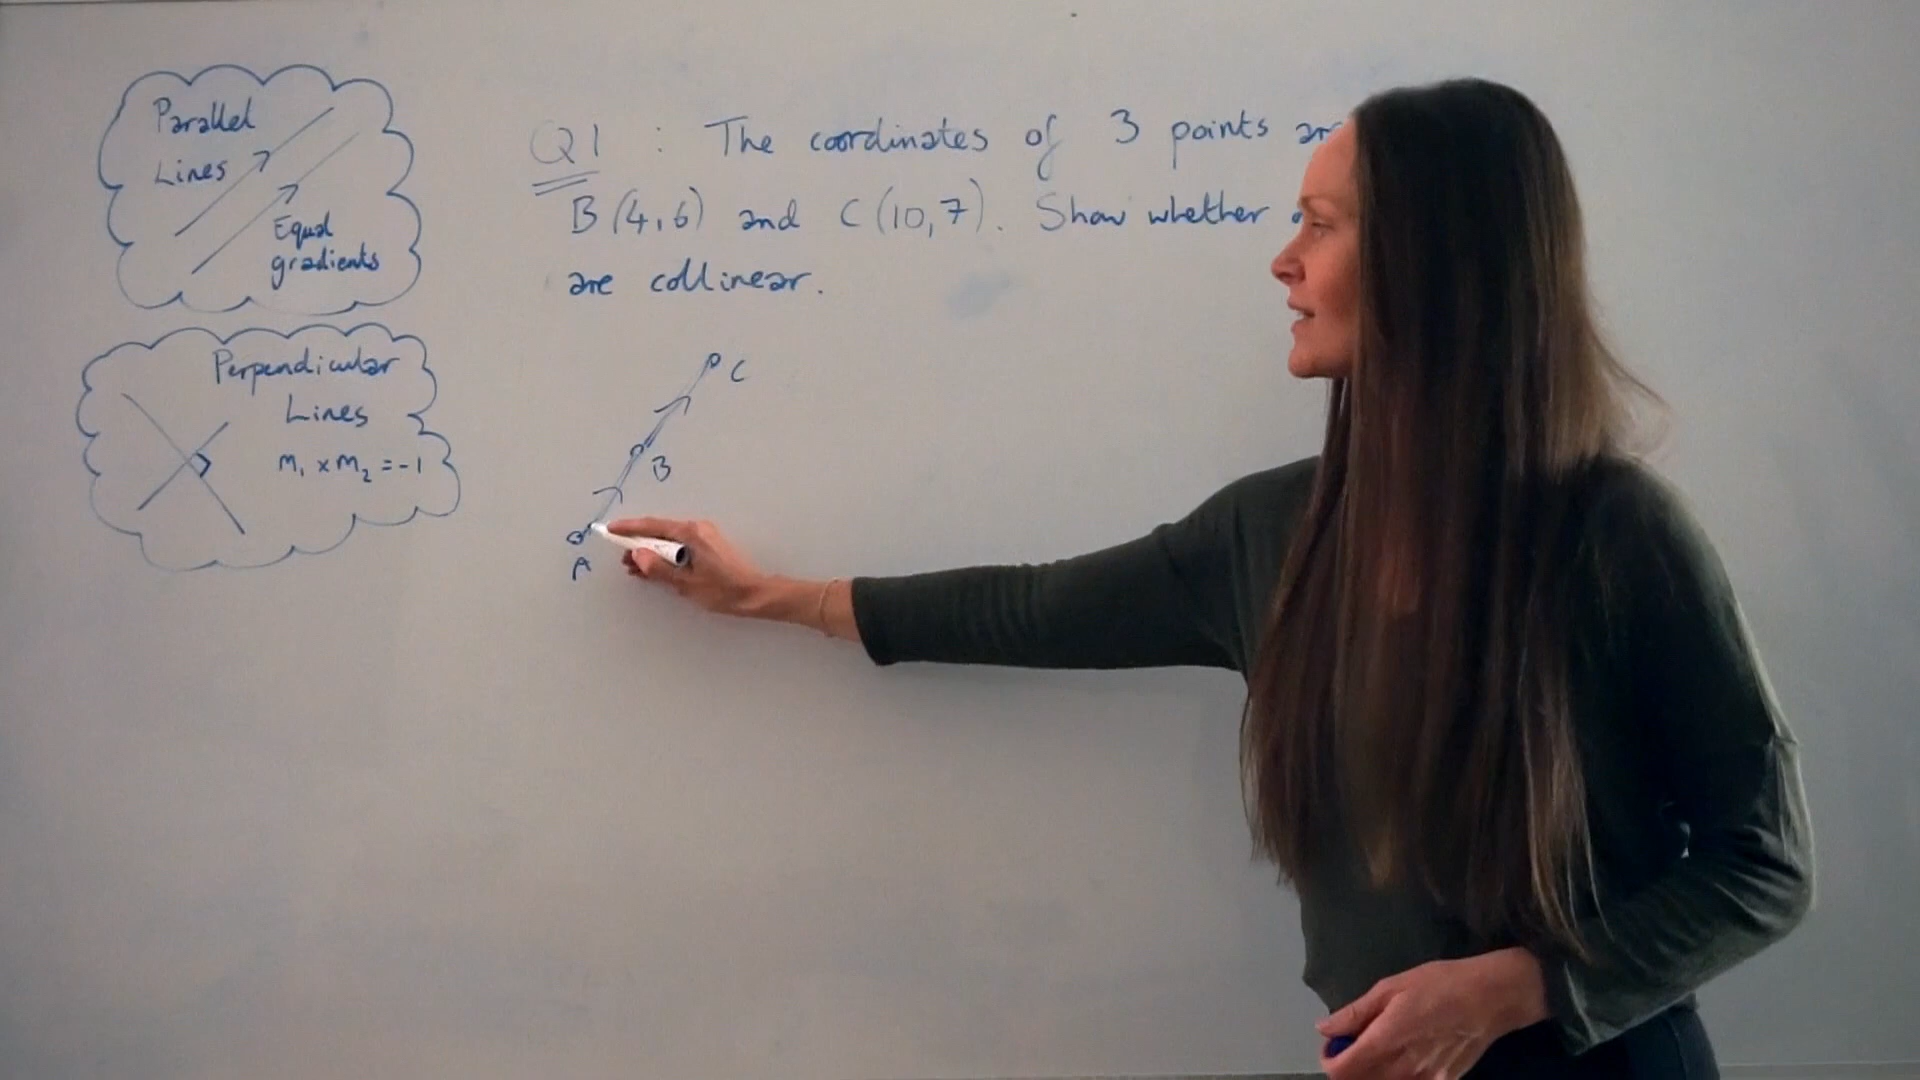 Parallel
Lines
Equal
gradients
Perpendicular
Lines
m₁ × m₂ = -1
Q1 : The coordinates of 3 points
B(4,6) and C(10,7). Show whether
are collinear.
C
B
A